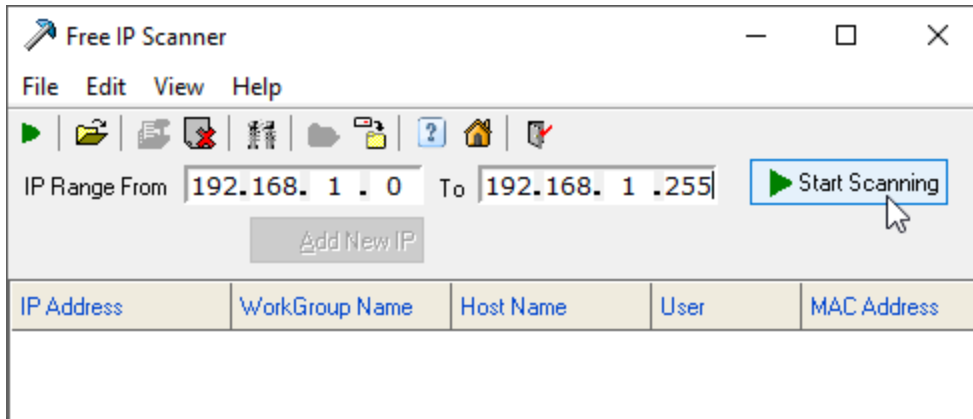 Free IP Scanner
File Edit View Help
IP Range From 192.168. 1 . 0 To 192.168. 1 .255 Start Scanning
Add New IP
IP Address WorkGroup Name Host Name User MAC Address